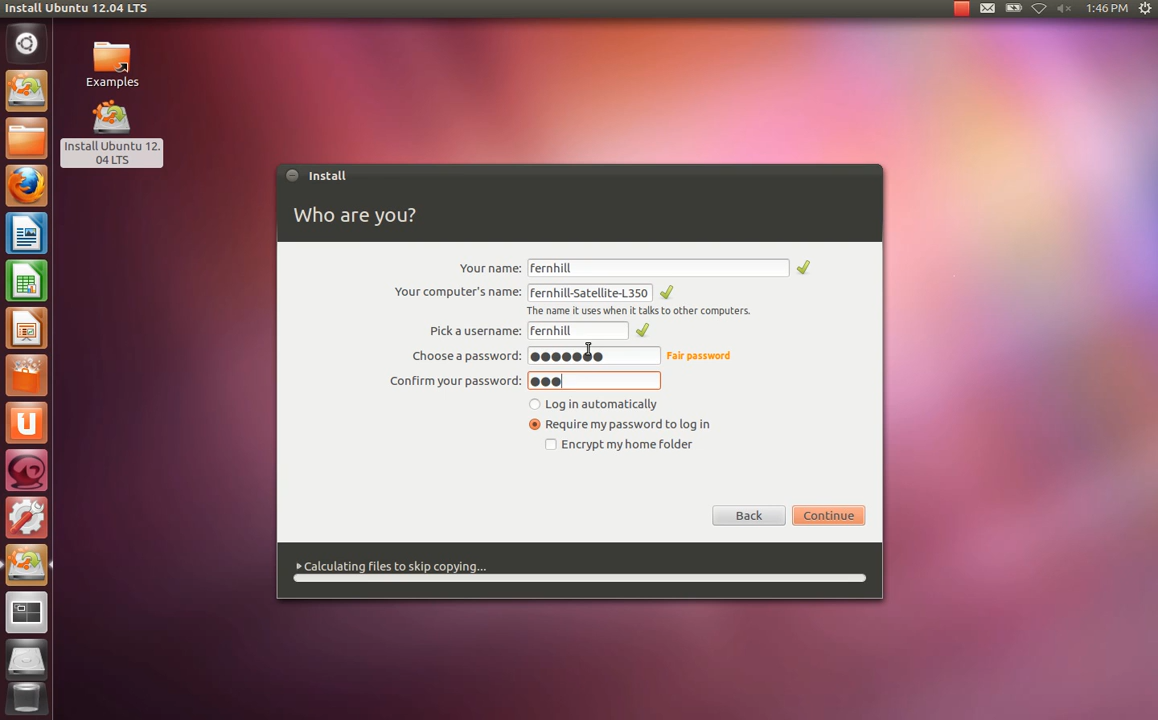 Install Ubuntu 12.04 LTS
1:46 PM
Examples
Install Ubuntu 12.
04 LTS
Install
Who are you?
Your name: fernhill
Your computer's name: fernhill-Satellite-L350
The name it uses when it talks to other computers.
Pick a username: fernhill
Choose a password: ●●●●●●● Fair password
Confirm your password: ●●●
Log in automatically
Require my password to log in
Encrypt my home folder
Back Continue
Calculating files to skip copying...